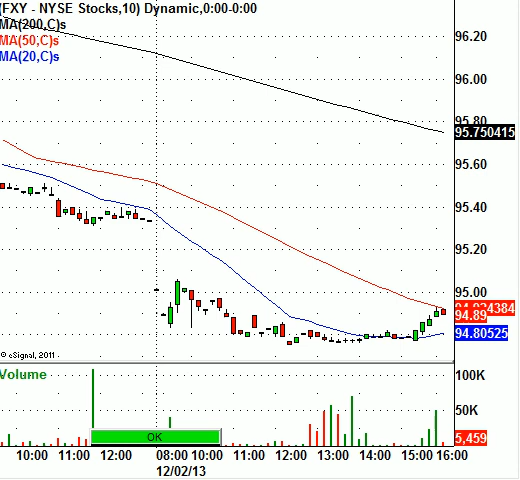 (FXY - NYSE Stocks,10) Dynamic,0:00-0:00
MA(200,C)s
MA(50,C)s
MA(20,C)s
96.20
96.00
95.80
95.750415
95.60
95.40
95.20
95.00
94.89
94.80525
© eSignal, 2011
Volume
100K
50K
5,459
OK
10:00 11:00 12:00 08:00 10:00 11:00 12:00 13:00 14:00 15:00 16:00
12/02/13